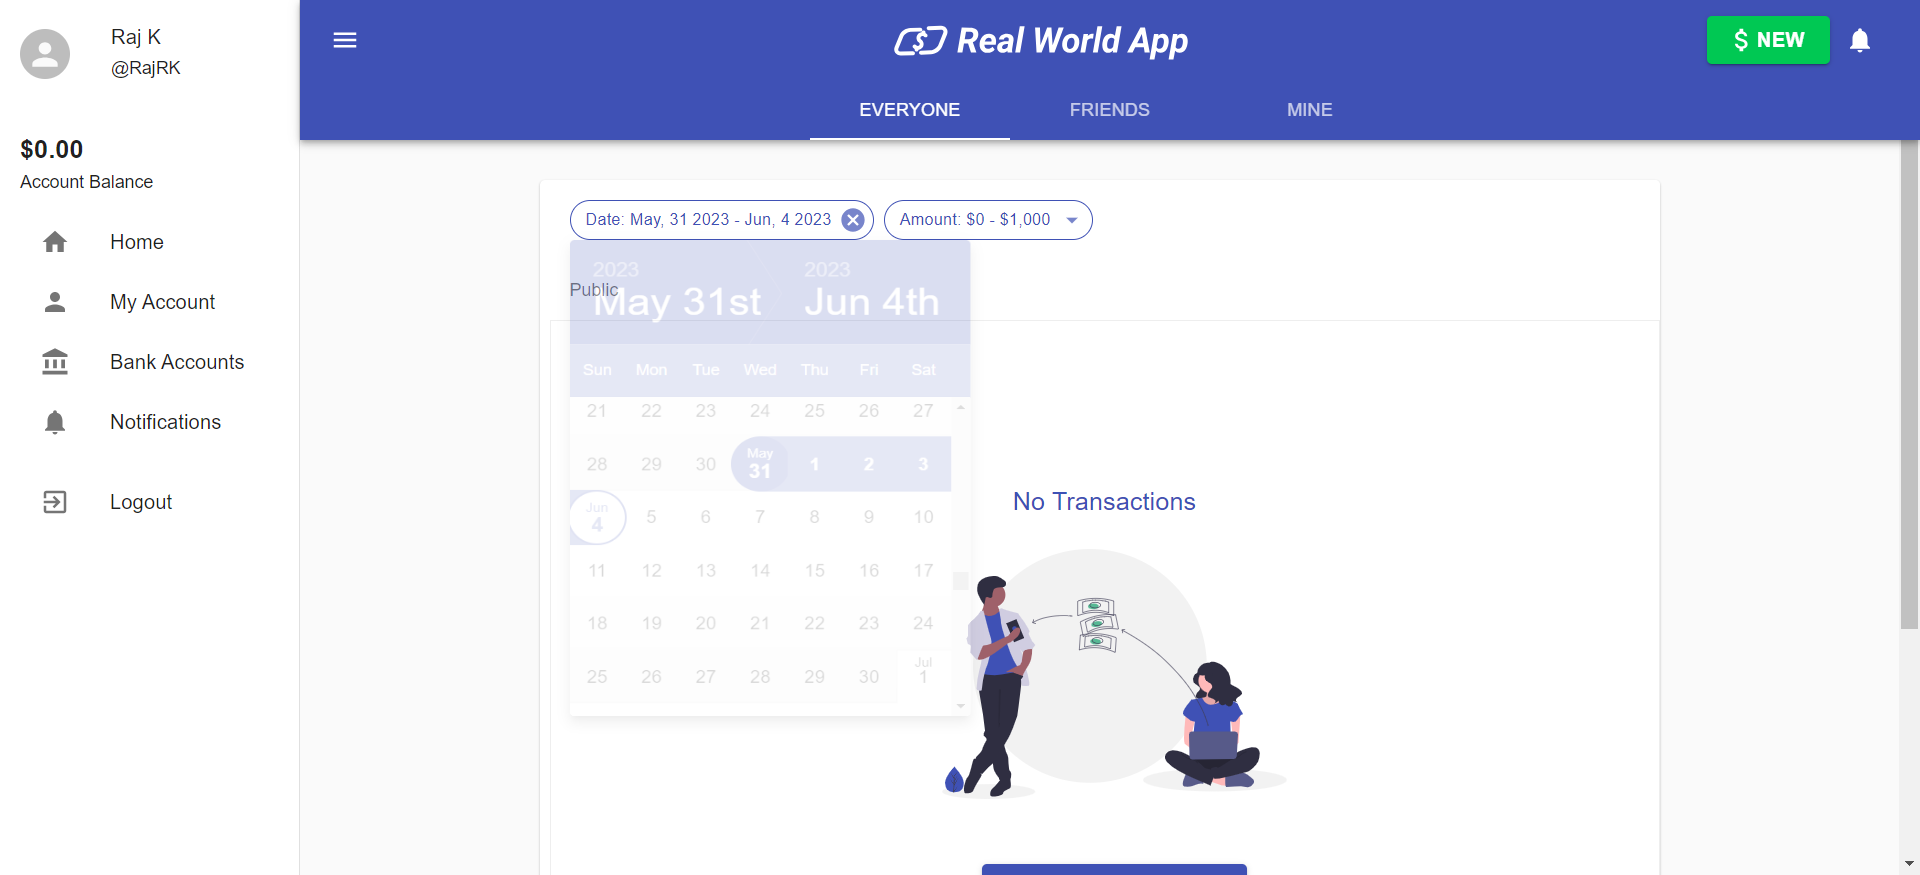 Raj K
@RajRK
$0.00
Account Balance
Home
My Account
Bank Accounts
Notifications
Logout
Real World App
$ NEW
EVERYONE FRIENDS MINE
Date: May, 31 2023 - Jun, 4 2023 Amount: $0 - $1,000
Public
2023 2023
May 31st Jun 4th
Sun Mon Tue Wed Thu Fri Sat
21 22 23 24 25 26 27
28 29 30 May 31 1 2 3
Jun 4 5 6 7 8 9 10
11 12 13 14 15 16 17
18 19 20 21 22 23 24
25 26 27 28 29 30 Jul 1
No Transactions